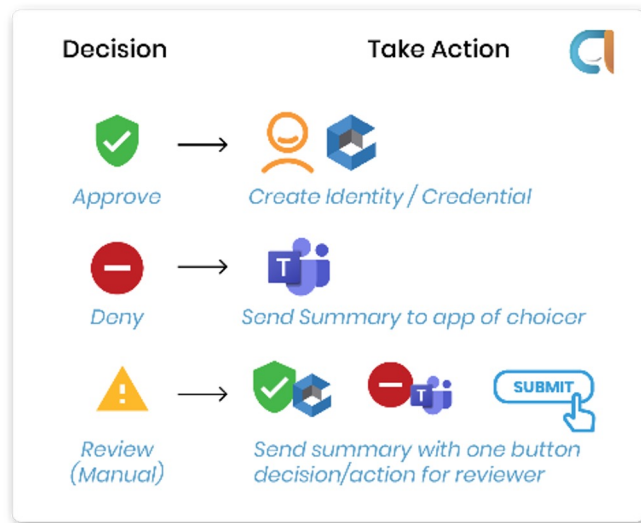 Decision
Take Action
Approve
Create Identity / Credential
T
Deny
Send Summary to app of choicer
T
SUBMIT
Review
(Manual)
Send summary with one button
decision/action for reviewer